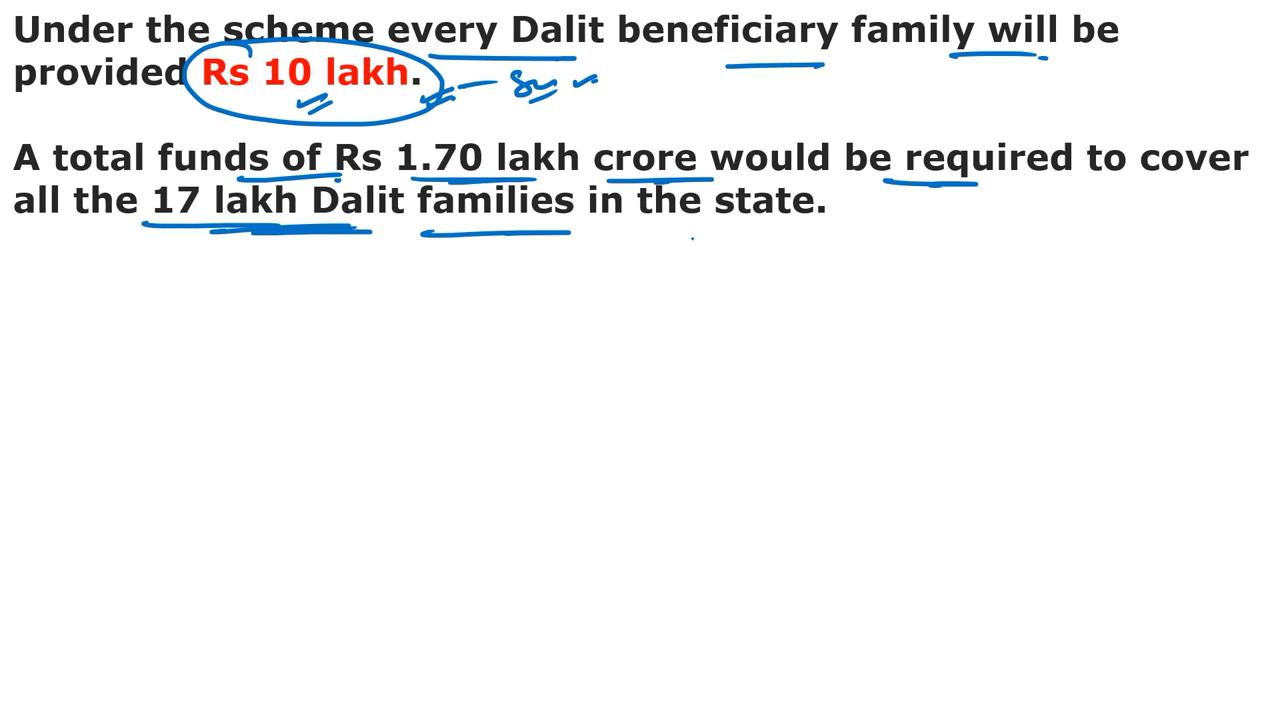 Under the scheme every Dalit beneficiary family will be
provided Rs 10 lakh.
A total funds of Rs 1.70 lakh crore would be required to cover
all the 17 lakh Dalit families in the state.